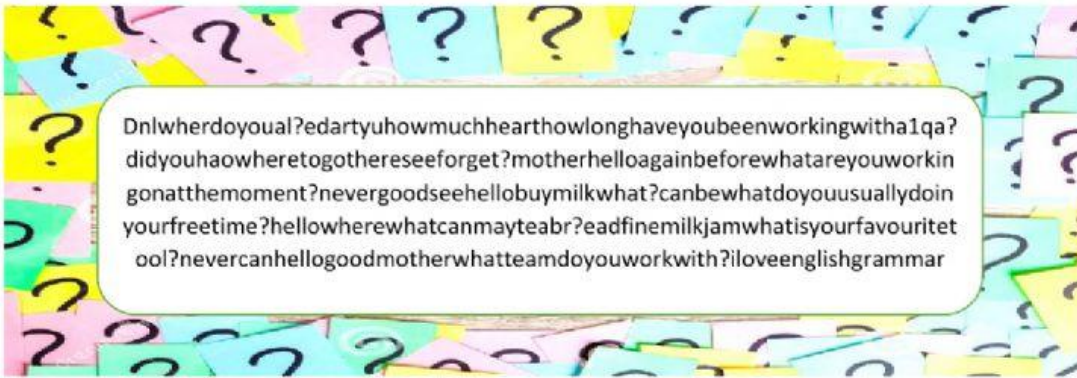 Dnlwherdoyoual?edartyuhowmuchhearthowlonghaveyoubeenworkingwitha1qa?
didyouhaowheretogothereseeforget?motherhelloagainbeforewhatareyouworkin
gonatthemoment?nevergoodseehellobuymilkwhat?canbewhatdoyouusuallydoin
yourfreetime?hellowherewhatcanmayteabr?eadfinemilkjamwhatisyourfavouritet
ool?nevercanhellogoodmotherwhatteamdoyouworkwith?iloveenglishgrammar